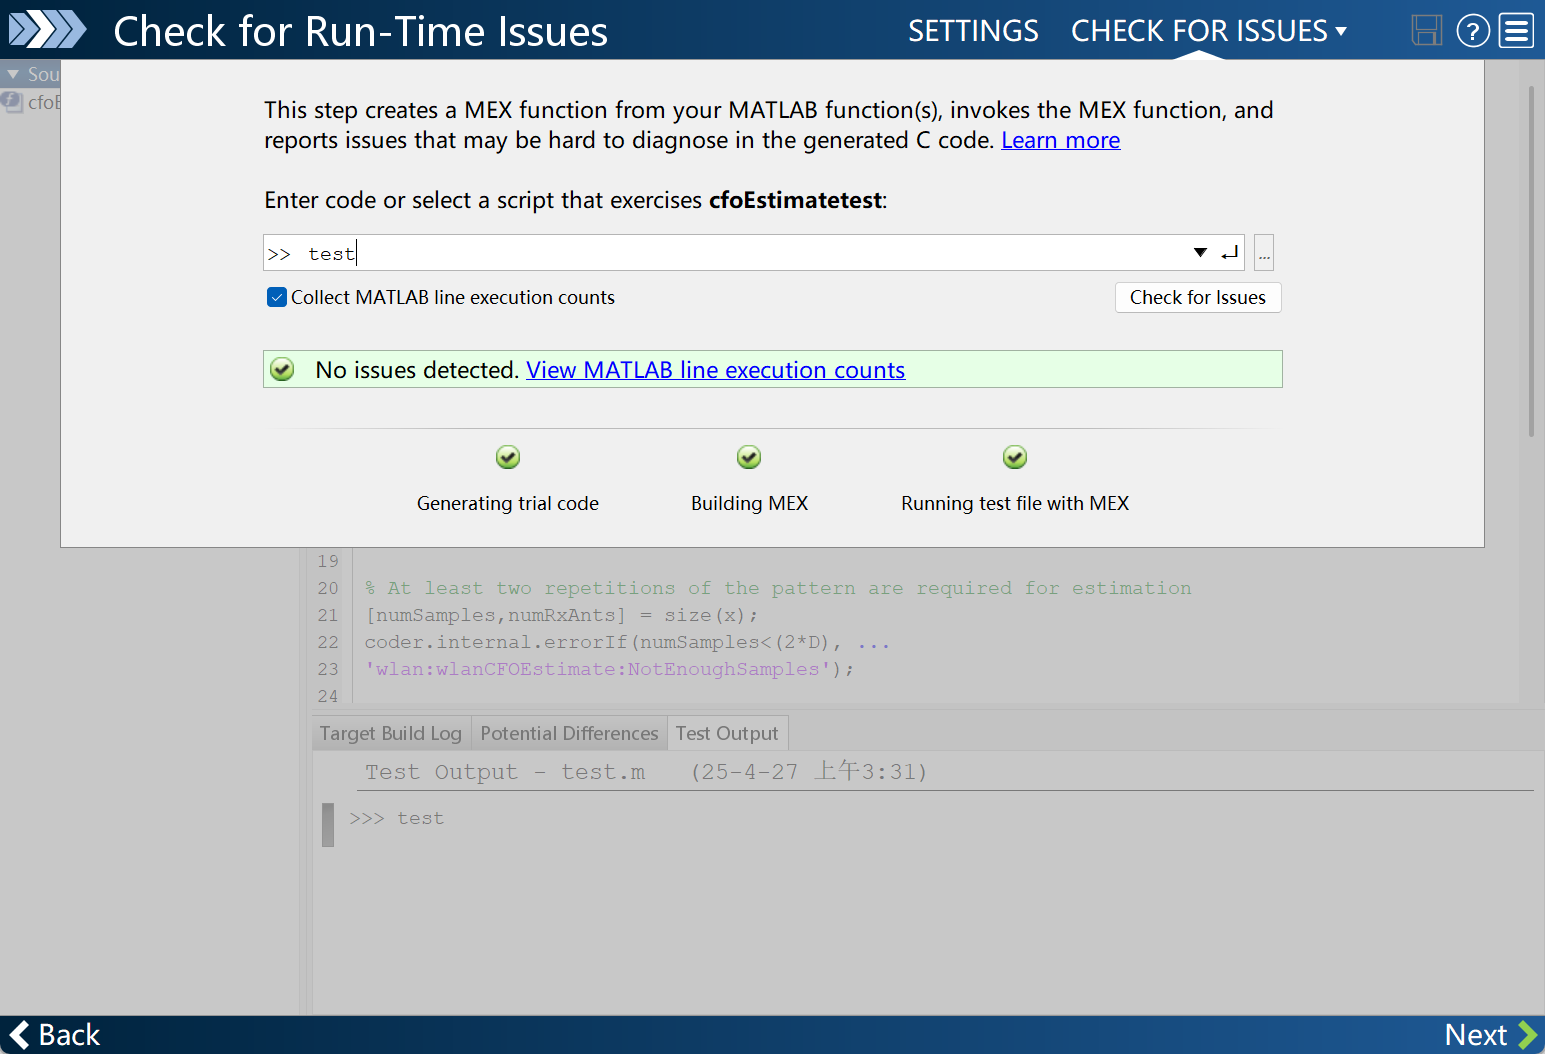 Check for Run-Time Issues
SETTINGS
CHECK FOR ISSUES
?
Sou
cfoE
This step creates a MEX function from your MATLAB function(s), invokes the MEX function, and
reports issues that may be hard to diagnose in the generated C code. Learn more
Enter code or select a script that exercises cfoEstimatetest:
>> test
...
Collect MATLAB line execution counts
Check for Issues
No issues detected. View MATLAB line execution counts
Generating trial code
Building MEX
Running test file with MEX
19
20 % At least two repetitions of the pattern are required for estimation
21 [numSamples,numRxAnts] = size(x);
22 coder.internal.errorIf(numSamples<(2*D), ...
23 'wlan:wlanCFOEstimate:NotEnoughSamples');
24
Target Build Log
Potential Differences
Test Output
Test Output - test.m (25-4-27 上午3:31)
>>> test
Back
Next